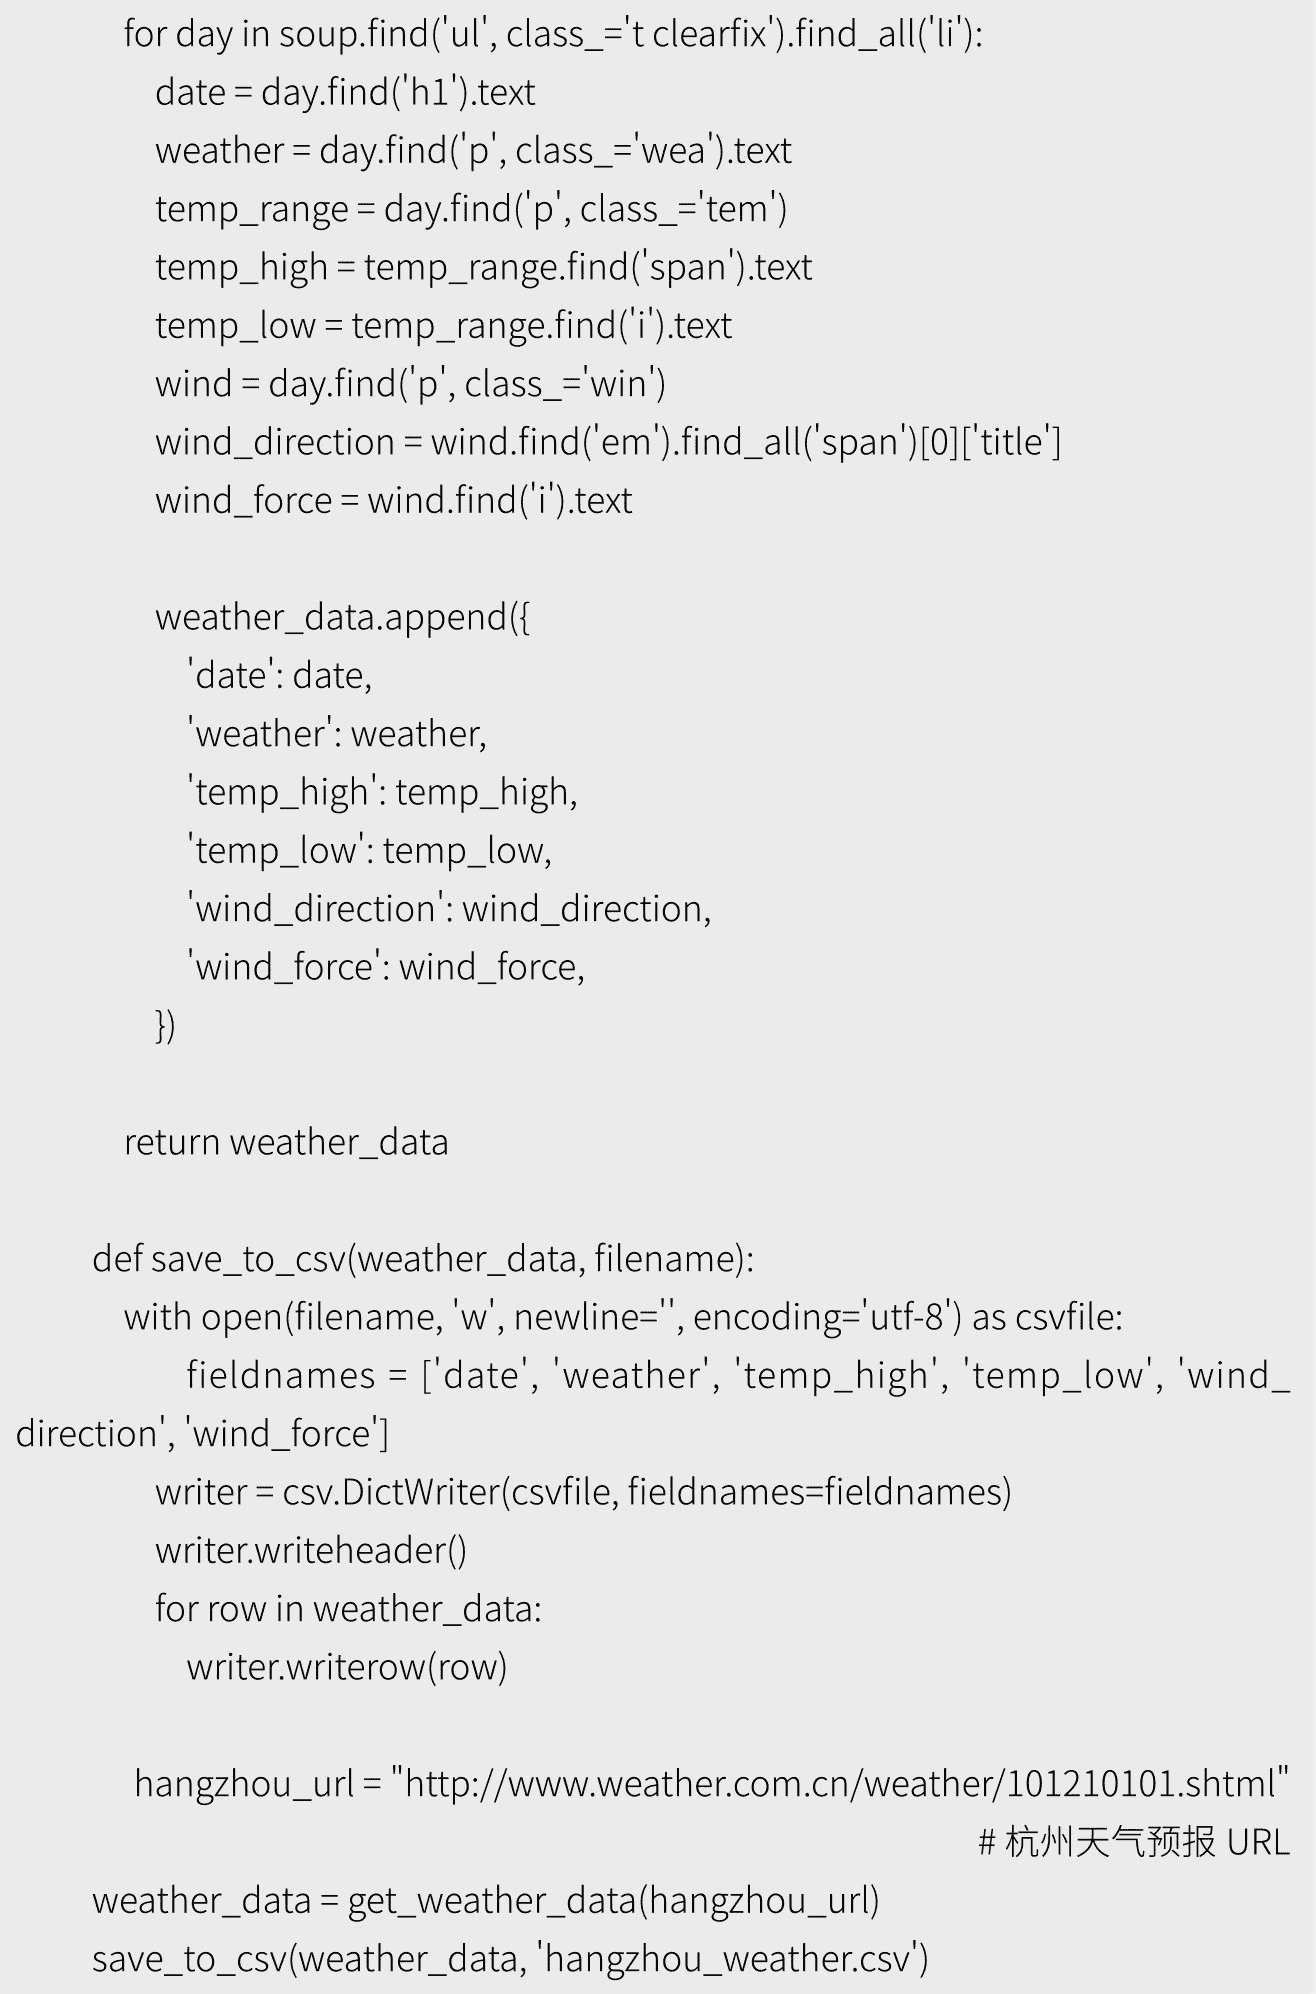 for day in soup.find('ul', class_='t clearfix').find_all('li'):
date = day.find('h1').text
weather = day.find('p', class_='wea').text
temp_range = day.find('p', class_='tem')
temp_high = temp_range.find('span').text
temp_low = temp_range.find('i').text
wind = day.find('p', class_='win')
wind_direction = wind.find('em').find_all('span')[0]['title']
wind_force = wind.find('i').text
weather_data.append({
'date': date,
'weather': weather,
'temp_high': temp_high,
'temp_low': temp_low,
'wind_direction': wind_direction,
'wind_force': wind_force,
})
return weather_data
def save_to_csv(weather_data, filename):
with open(filename, 'w', newline='', encoding='utf-8') as csvfile:
fieldnames = ['date', 'weather', 'temp_high', 'temp_low', 'wind_
direction', 'wind_force']
writer = csv.DictWriter(csvfile, fieldnames=fieldnames)
writer.writeheader()
for row in weather_data:
writer.writerow(row)
hangzhou_url = "http://www.weather.com.cn/weather/101210101.shtml"
# 杭州天气预报 URL
weather_data = get_weather_data(hangzhou_url)
save_to_csv(weather_data, 'hangzhou_weather.csv')